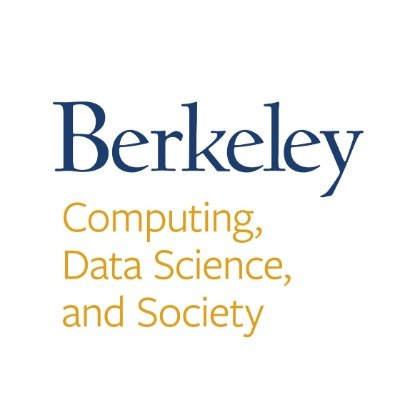 Berkeley
Computing,
Data Science,
and Society